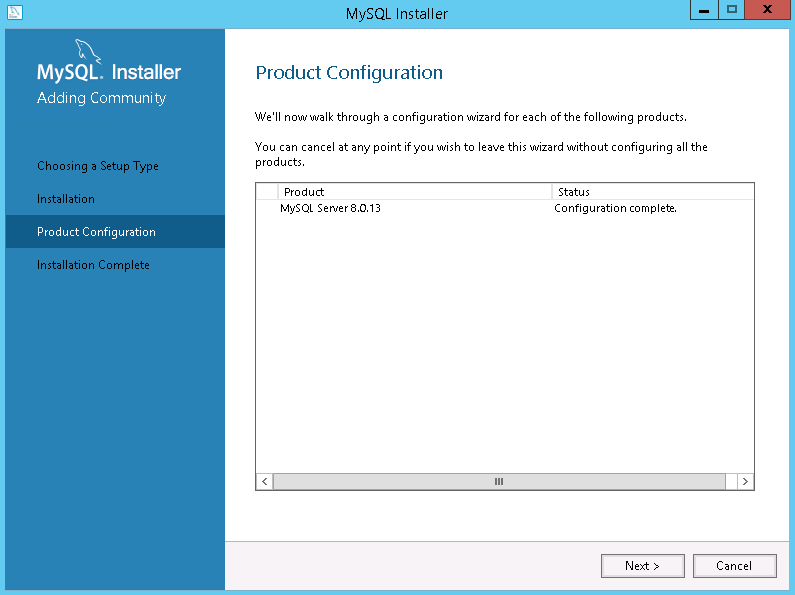 MySQL Installer
MySQL. Installer
Adding Community
Choosing a Setup Type
Installation
Product Configuration
Installation Complete
Product Configuration
We'll now walk through a configuration wizard for each of the following products.
You can cancel at any point if you wish to leave this wizard without configuring all the
products.
Product Status
MySQL Server 8.0.13 Configuration complete.
Next > Cancel